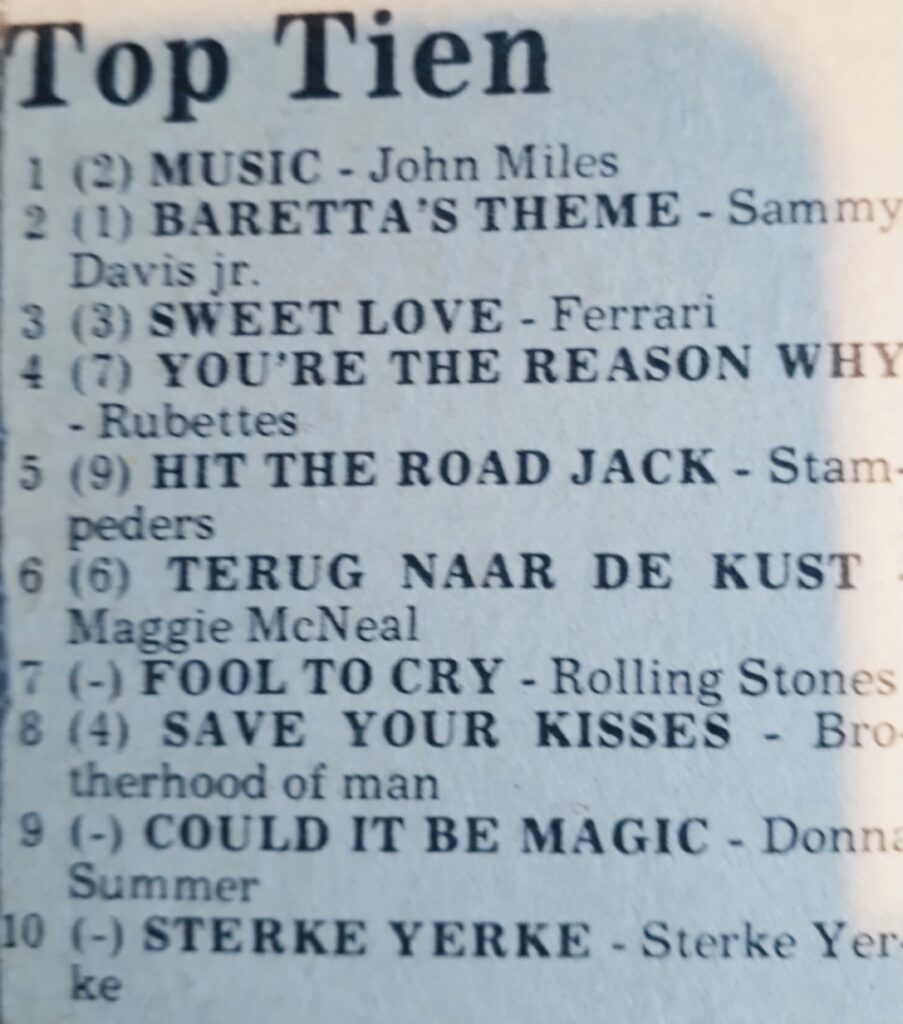 Top Tien
1 (2) MUSIC - John Miles
2 (1) BARETTA'S THEME - Sammy
Davis jr.
3 (3) SWEET LOVE - Ferrari
4 (7) YOU'RE THE REASON WHY
- Rubettes
5 (9) HIT THE ROAD JACK - Stam-
peders
6 (6) TERUG NAAR DE KUST -
Maggie McNeal
7 (-) FOOL TO CRY - Rolling Stones
8 (4) SAVE YOUR KISSES - Bro-
therhood of man
9 (-) COULD IT BE MAGIC - Donna
Summer
10 (-) STERKE YERKE - Sterke Yer-
ke